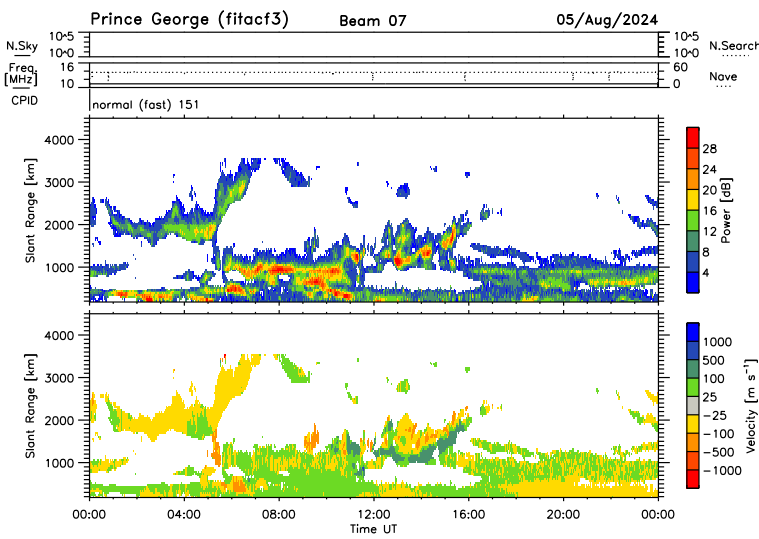 Prince George (fitacf3) Beam 07 05/Aug/2024
N.Sky 10^5 10^0 10^5 10^0 N.Search
Freq. [MHz] 16 10 60 0 Nave
CPID normal (fast) 151
Slant Range [km] 4000 3000 2000 1000
Power [dB] 28 24 20 16 12 8 4
Slant Range [km] 4000 3000 2000 1000
Velocity [m s⁻¹] 1000 500 100 25 −25 −100 −500 −1000
00:00 04:00 08:00 12:00 16:00 20:00 00:00
Time UT